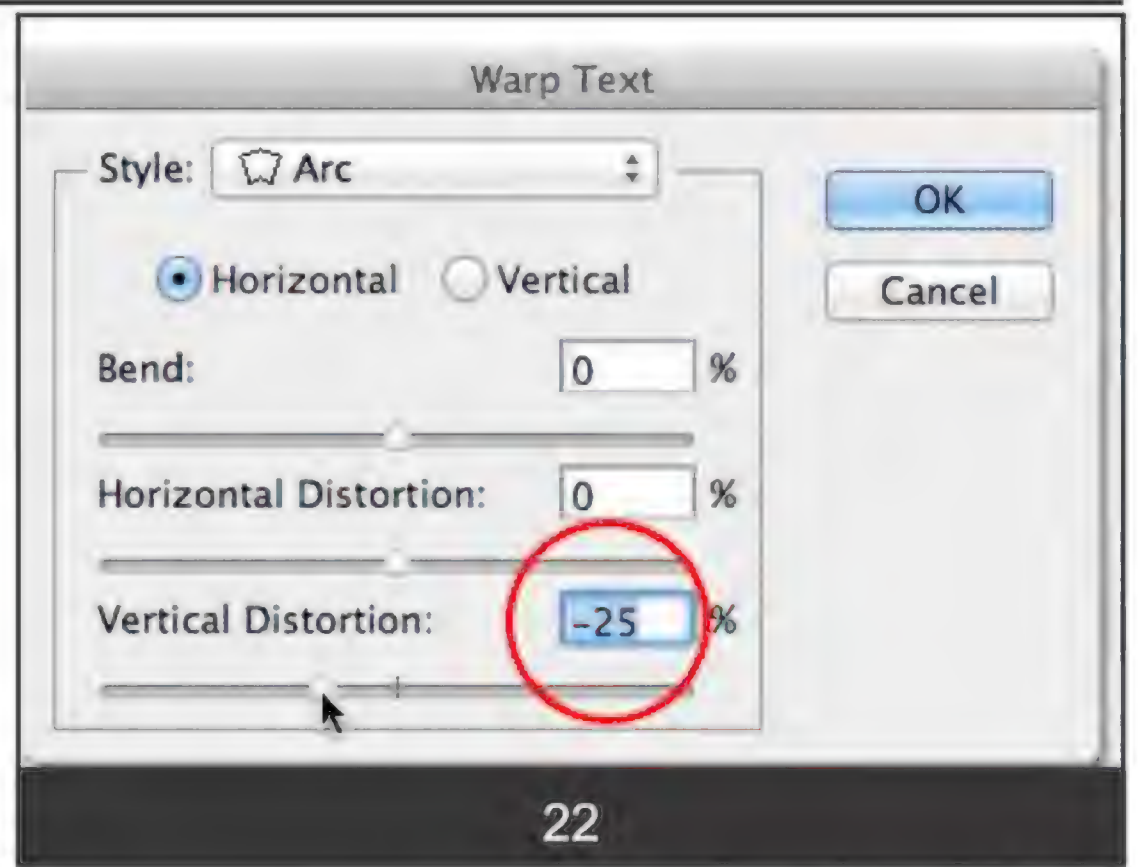 Warp Text
Style: Arc
OK
Horizontal Vertical
Cancel
Bend: 0 %
Horizontal Distortion: 0 %
Vertical Distortion: -25 %
22